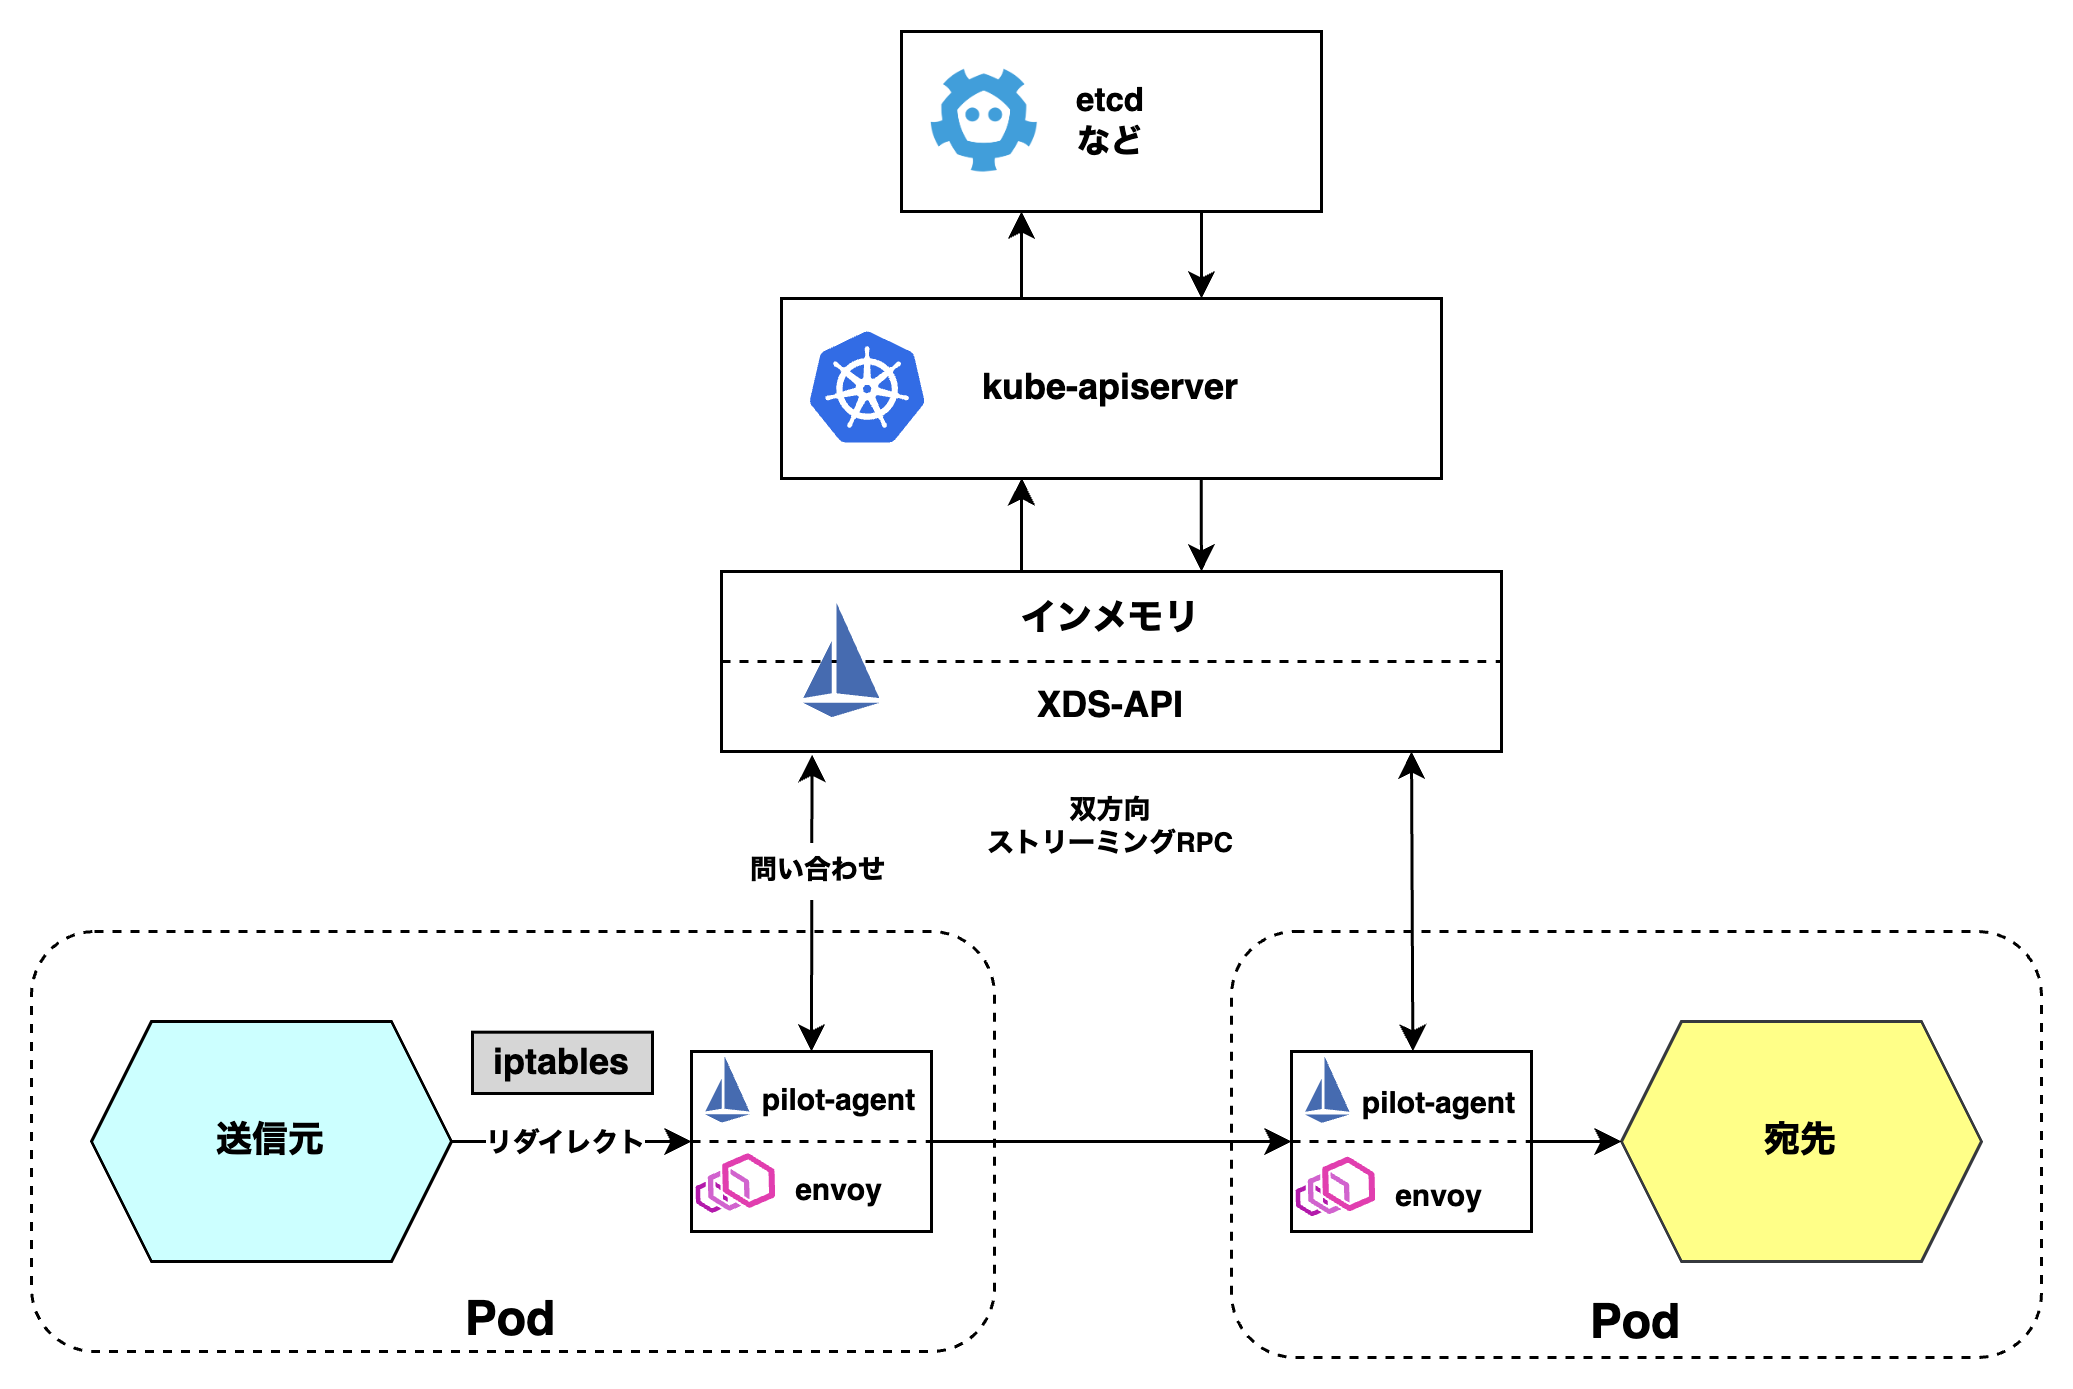 etcd
など
kube-apiserver
インメモリ
XDS-API
双方向
ストリーミングRPC
問い合わせ
iptables
送信元
リダイレクト
pilot-agent
envoy
Pod
pilot-agent
envoy
宛先
Pod